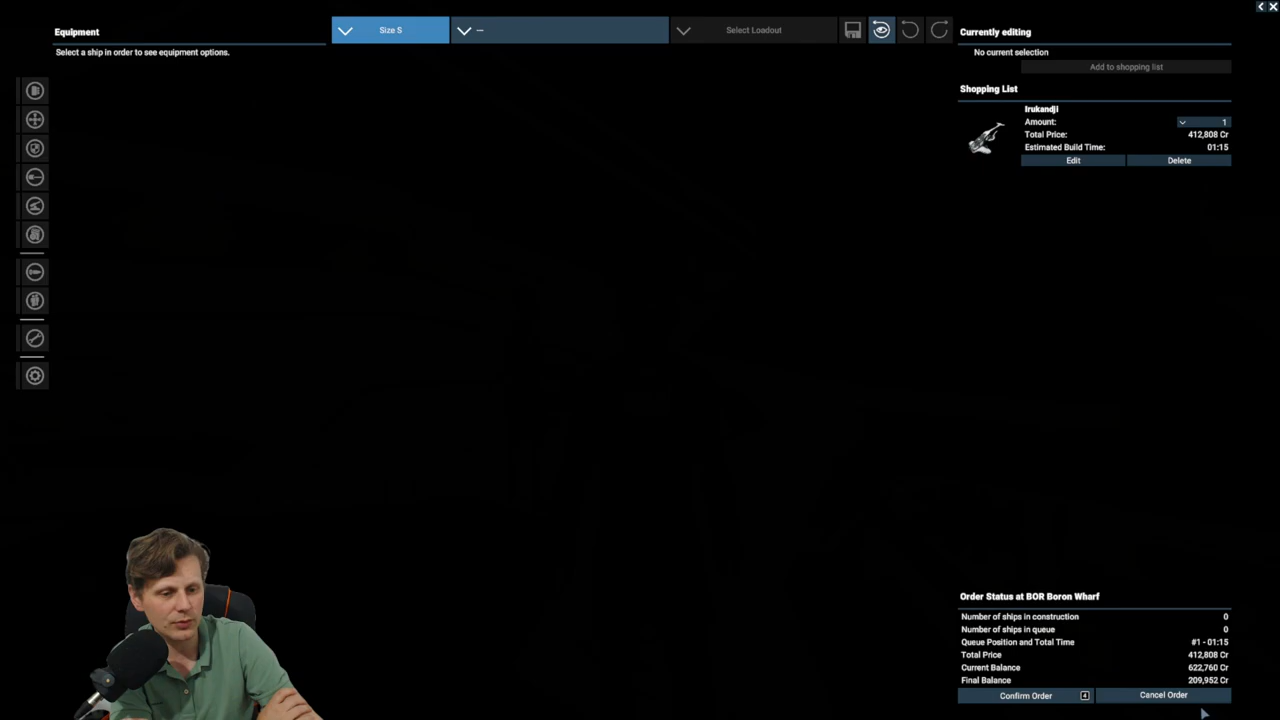 Equipment
Select a ship in order to see equipment options.
Size S
—
Select Loadout
Currently editing
No current selection
Add to shopping list
Shopping List
Irukandji
Amount: 1
Total Price: 412,808 Cr
Estimated Build Time: 01:15
Edit Delete
Order Status at BOR Boron Wharf
Number of ships in construction 0
Number of ships in queue 0
Queue Position and Total Time #1 - 01:15
Total Price 412,808 Cr
Current Balance 622,760 Cr
Final Balance 209,952 Cr
Confirm Order 4 Cancel Order